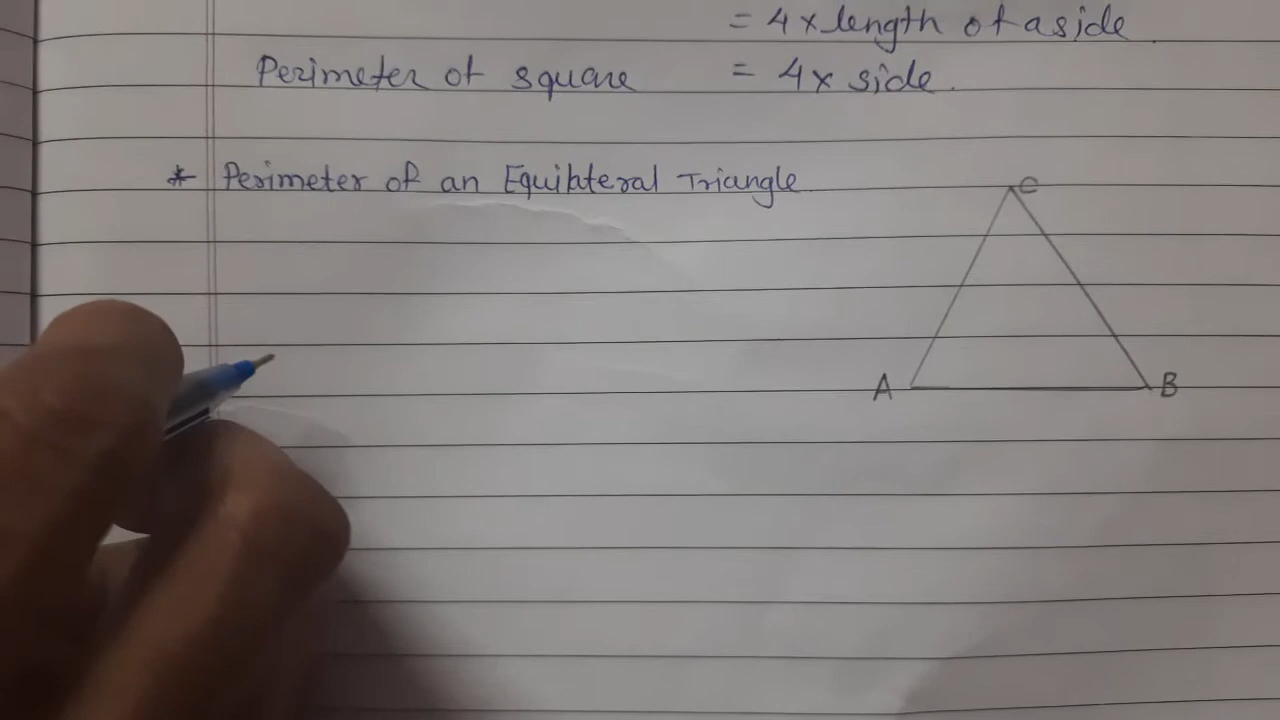 = 4 x length of a side
Perimeter of square = 4 x side.
* Perimeter of an Equilateral Triangle
C
A B